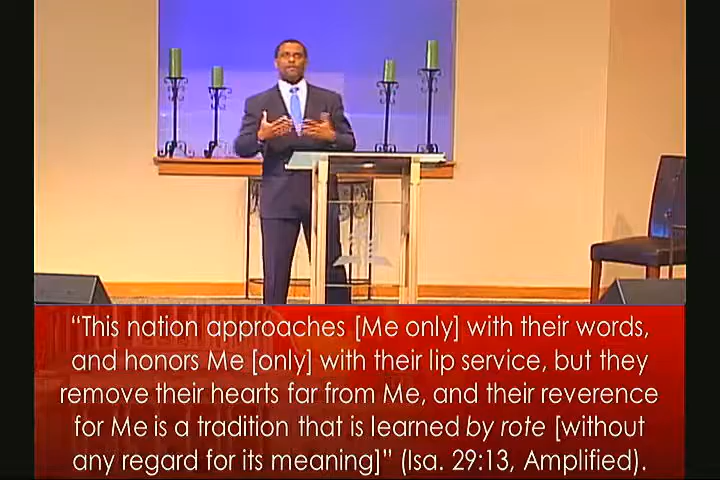 “This nation approaches [Me only] with their words,
and honors Me [only] with their lip service, but they
remove their hearts far from Me, and their reverence
for Me is a tradition that is learned by rote [without
any regard for its meaning]” (Isa. 29:13, Amplified).